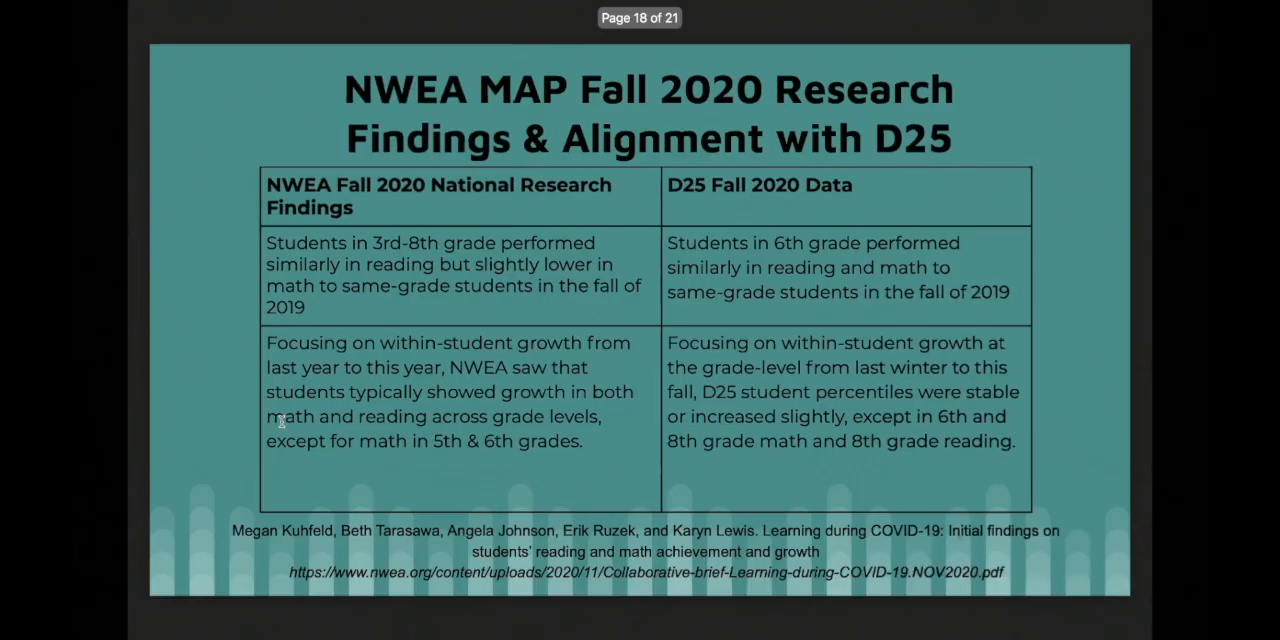 Page 18 of 21
NWEA MAP Fall 2020 Research
Findings & Alignment with D25
NWEA Fall 2020 National Research
Findings
D25 Fall 2020 Data
Students in 3rd-8th grade performed
similarly in reading but slightly lower in
math to same-grade students in the fall of
2019
Students in 6th grade performed
similarly in reading and math to
same-grade students in the fall of 2019
Focusing on within-student growth from
last year to this year, NWEA saw that
students typically showed growth in both
math and reading across grade levels,
except for math in 5th & 6th grades.
Focusing on within-student growth at
the grade-level from last winter to this
fall, D25 student percentiles were stable
or increased slightly, except in 6th and
8th grade math and 8th grade reading.
Megan Kuhfeld, Beth Tarasawa, Angela Johnson, Erik Ruzek, and Karyn Lewis. Learning during COVID-19: Initial findings on
students' reading and math achievement and growth
https://www.nwea.org/content/uploads/2020/11/Collaborative-brief-Learning-during-COVID-19.NOV2020.pdf